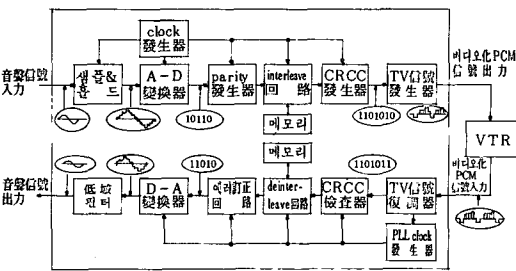 clock
發生器
音聲信號
入力
샘플&
홀드
A-D
變換器
parity
發生器
interleave
回路
CRCC
發生器
TV信號
發生器
비디오化PCM
信號出力
10110
1101010
메모리
VTR
메모리
비디오化
PCM
信號入力
11010
1101011
音聲信號
出力
低域
필터
D-A
變換器
에러訂正
回路
deinter-
leave回路
CRCC
檢査器
TV信號
復調器
PLL clock
發生器